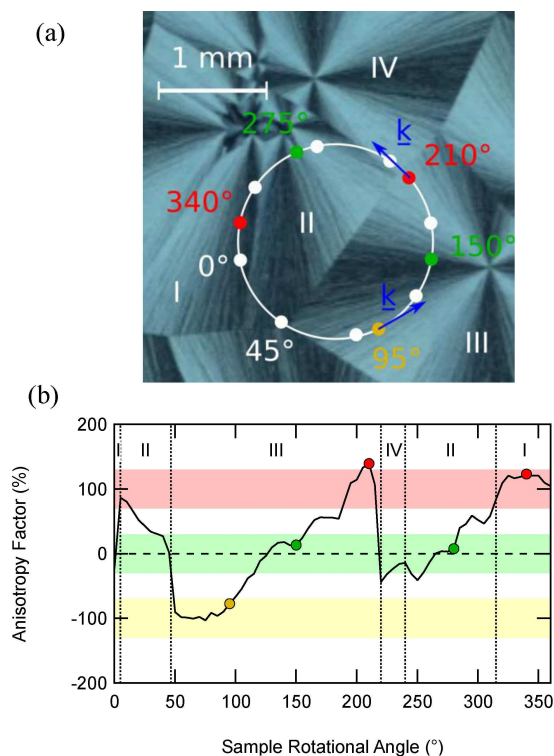 (a)
1 mm
IV
275°
k
210°
340°
II
0°
150°
I
k
III
45°
95°
(b)
200
100
0
-100
-200
I
II
III
IV
II
I
Anisotropy Factor (%)
0
50
100
150
200
250
300
350
Sample Rotational Angle (°)